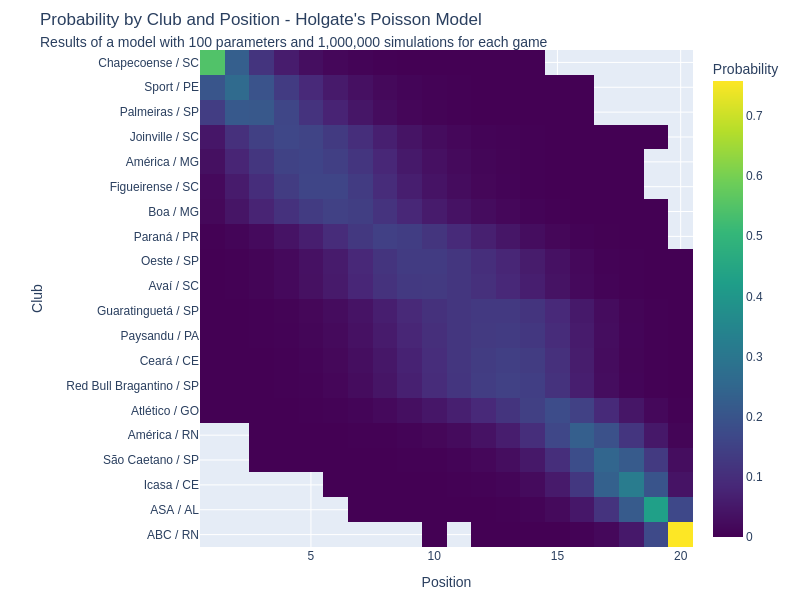 Probability by Club and Position - Holgate's Poisson Model
Results of a model with 100 parameters and 1,000,000 simulations for each game
Probability
Chapecoense / SC
Sport / PE
Palmeiras / SP
Joinville / SC
América / MG
Figueirense / SC
Boa / MG
Paraná / PR
Oeste / SP
Avaí / SC
Guaratinguetá / SP
Paysandu / PA
Ceará / CE
Red Bull Bragantino / SP
Atlético / GO
América / RN
São Caetano / SP
Icasa / CE
ASA / AL
ABC / RN
Club
5
10
15
20
Position
0.7
0.6
0.5
0.4
0.3
0.2
0.1
0